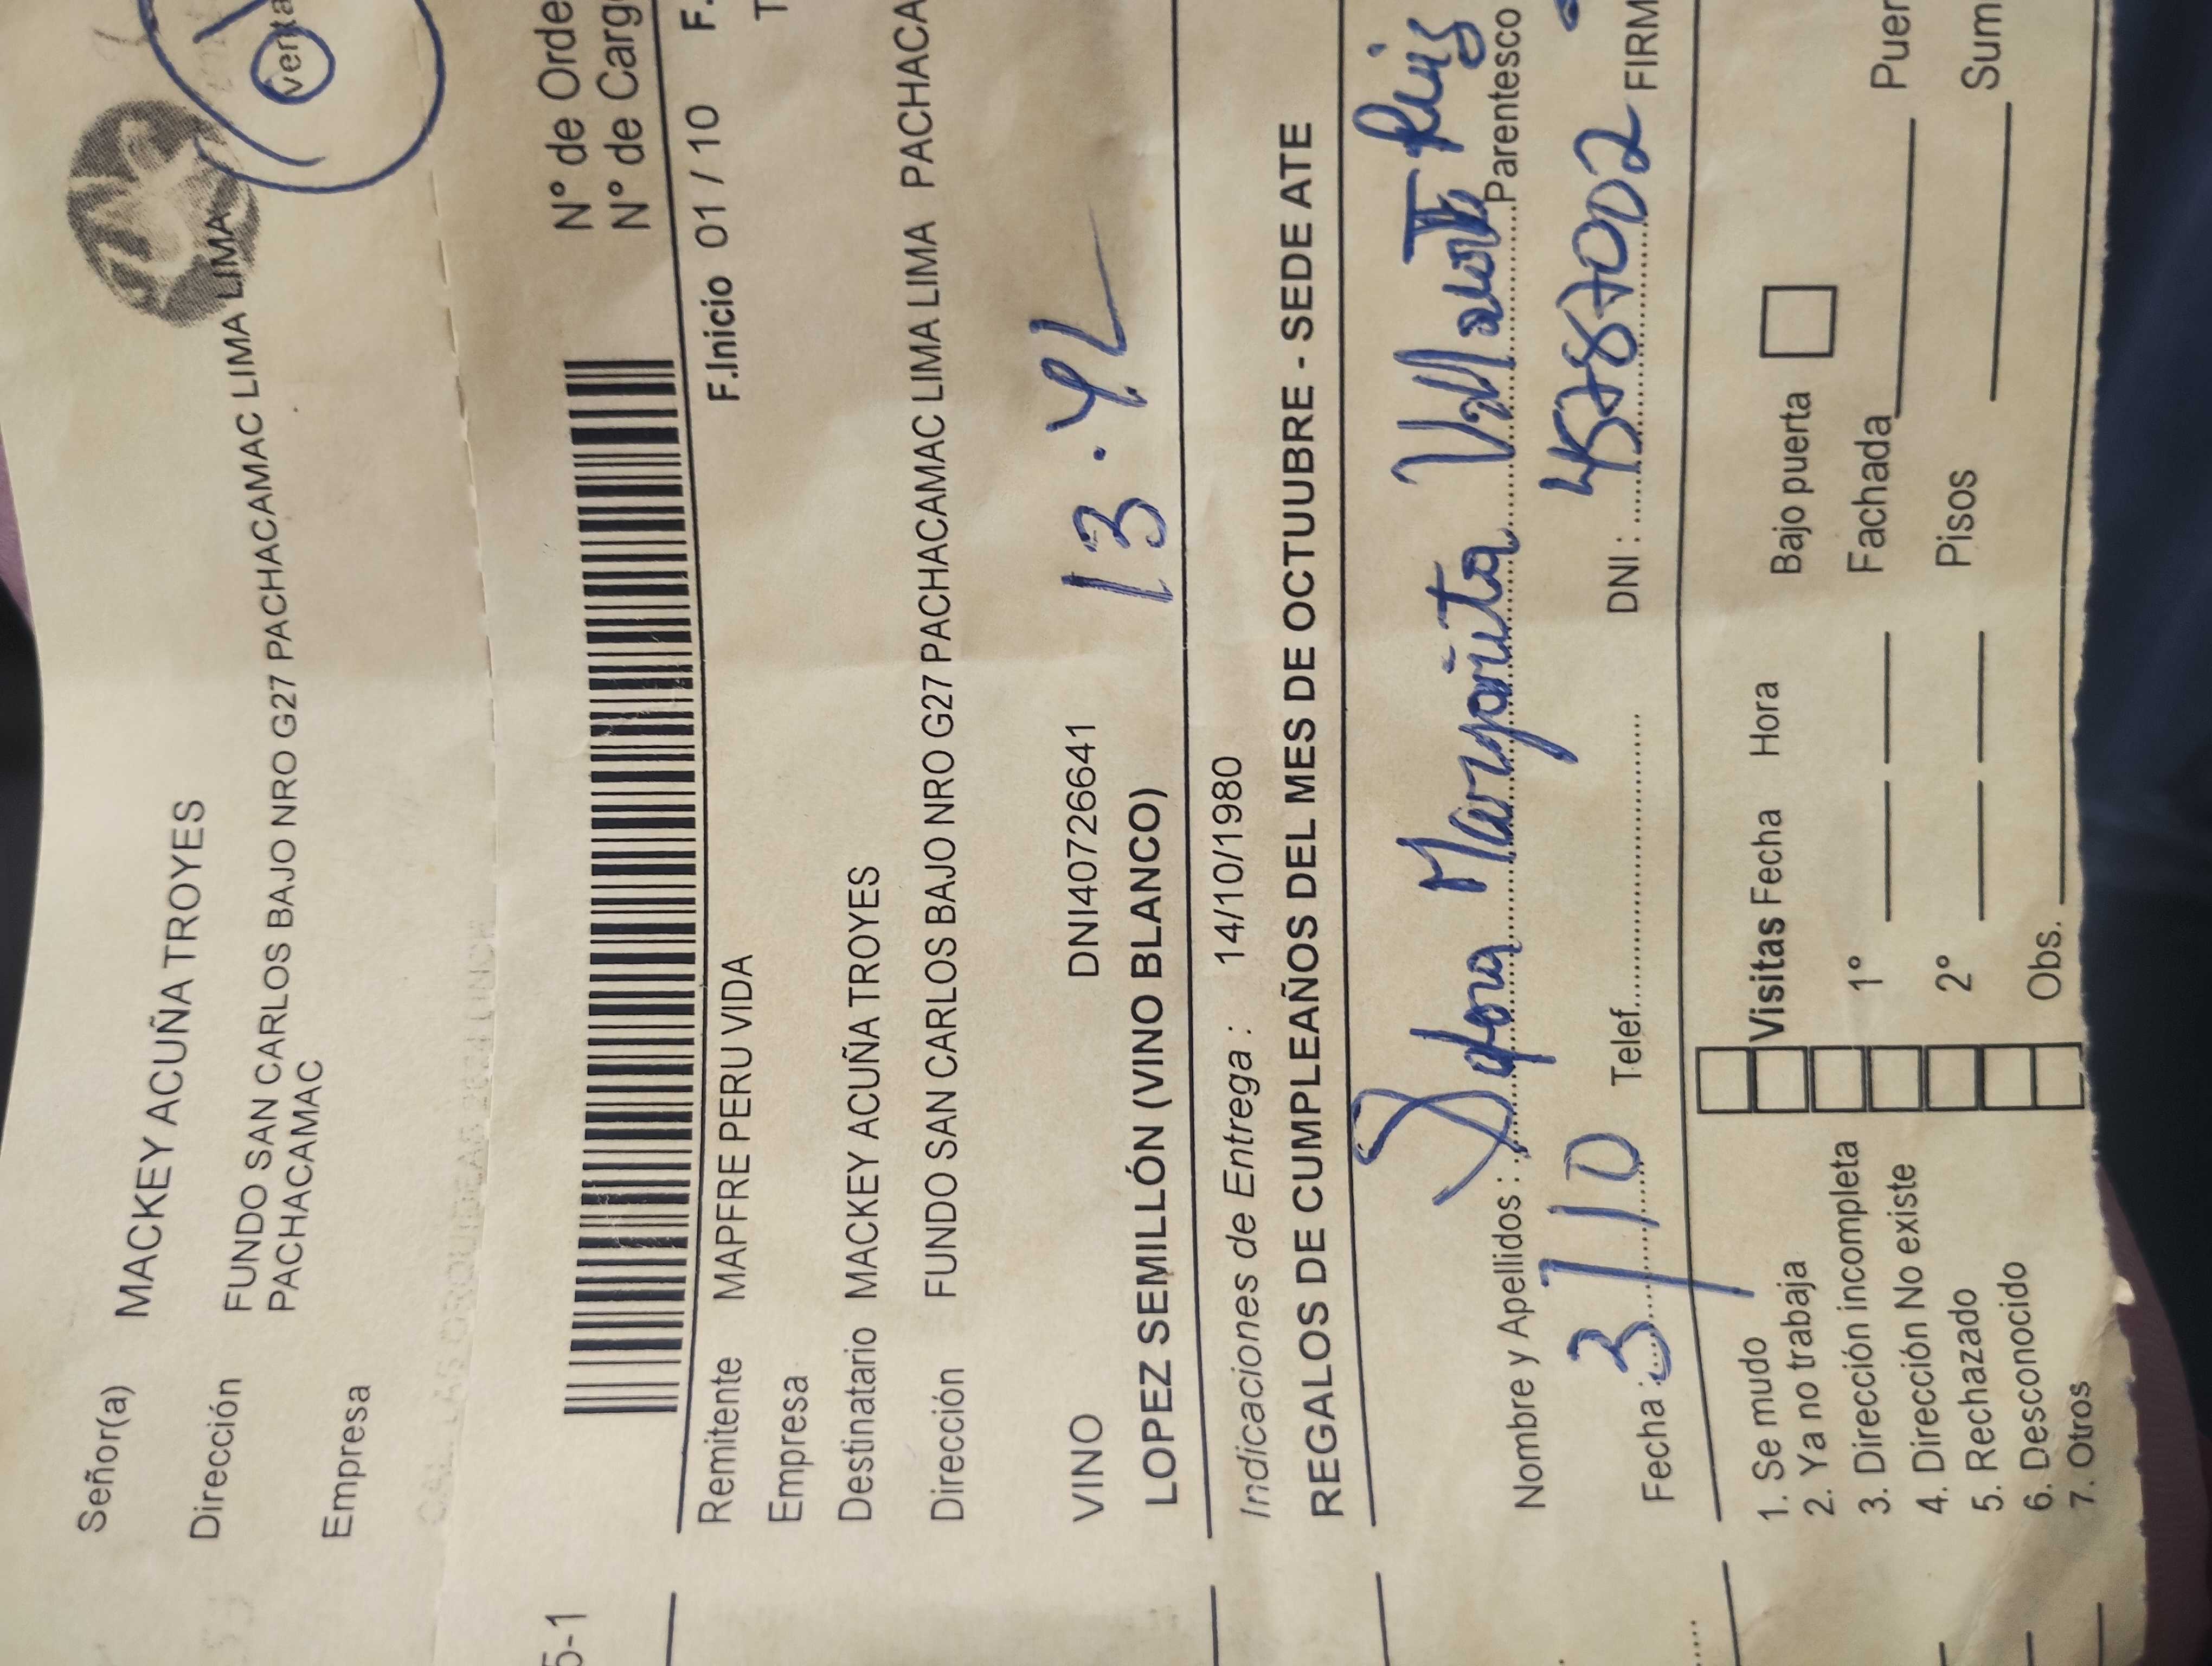 Señor(a) MACKEY ACUÑA TROYES
Dirección FUNDO SAN CARLOS BAJO NRO G27 PACHACAMAC LIMA LIMA
PACHACAMAC
Empresa
5-1
N° de Orde
N° de Carg
Remitente MAPFRE PERU VIDA F.Inicio 01 / 10 F.
Empresa T
Destinatario MACKEY ACUÑA TROYES
Dirección FUNDO SAN CARLOS BAJO NRO G27 PACHACAMAC LIMA LIMA PACHACA
VINO DNI40726641
LOPEZ SEMILLÓN (VINO BLANCO) 13.42
Indicaciones de Entrega : 14/10/1980
REGALOS DE CUMPLEAÑOS DEL MES DE OCTUUBRE - SEDE ATE
Nombre y Apellidos : Margarita Ruiz Parentesco
Fecha : 3/10 Telef. DNI : 45787002 FIRM
1. Se mudo
2. Ya no trabaja
3. Dirección incompleta
4. Dirección No existe
5. Rechazado
6. Desconocido
7. Otros
Visitas Fecha Hora Bajo puerta
1° Fachada Puer
2° Pisos Sum
Obs.